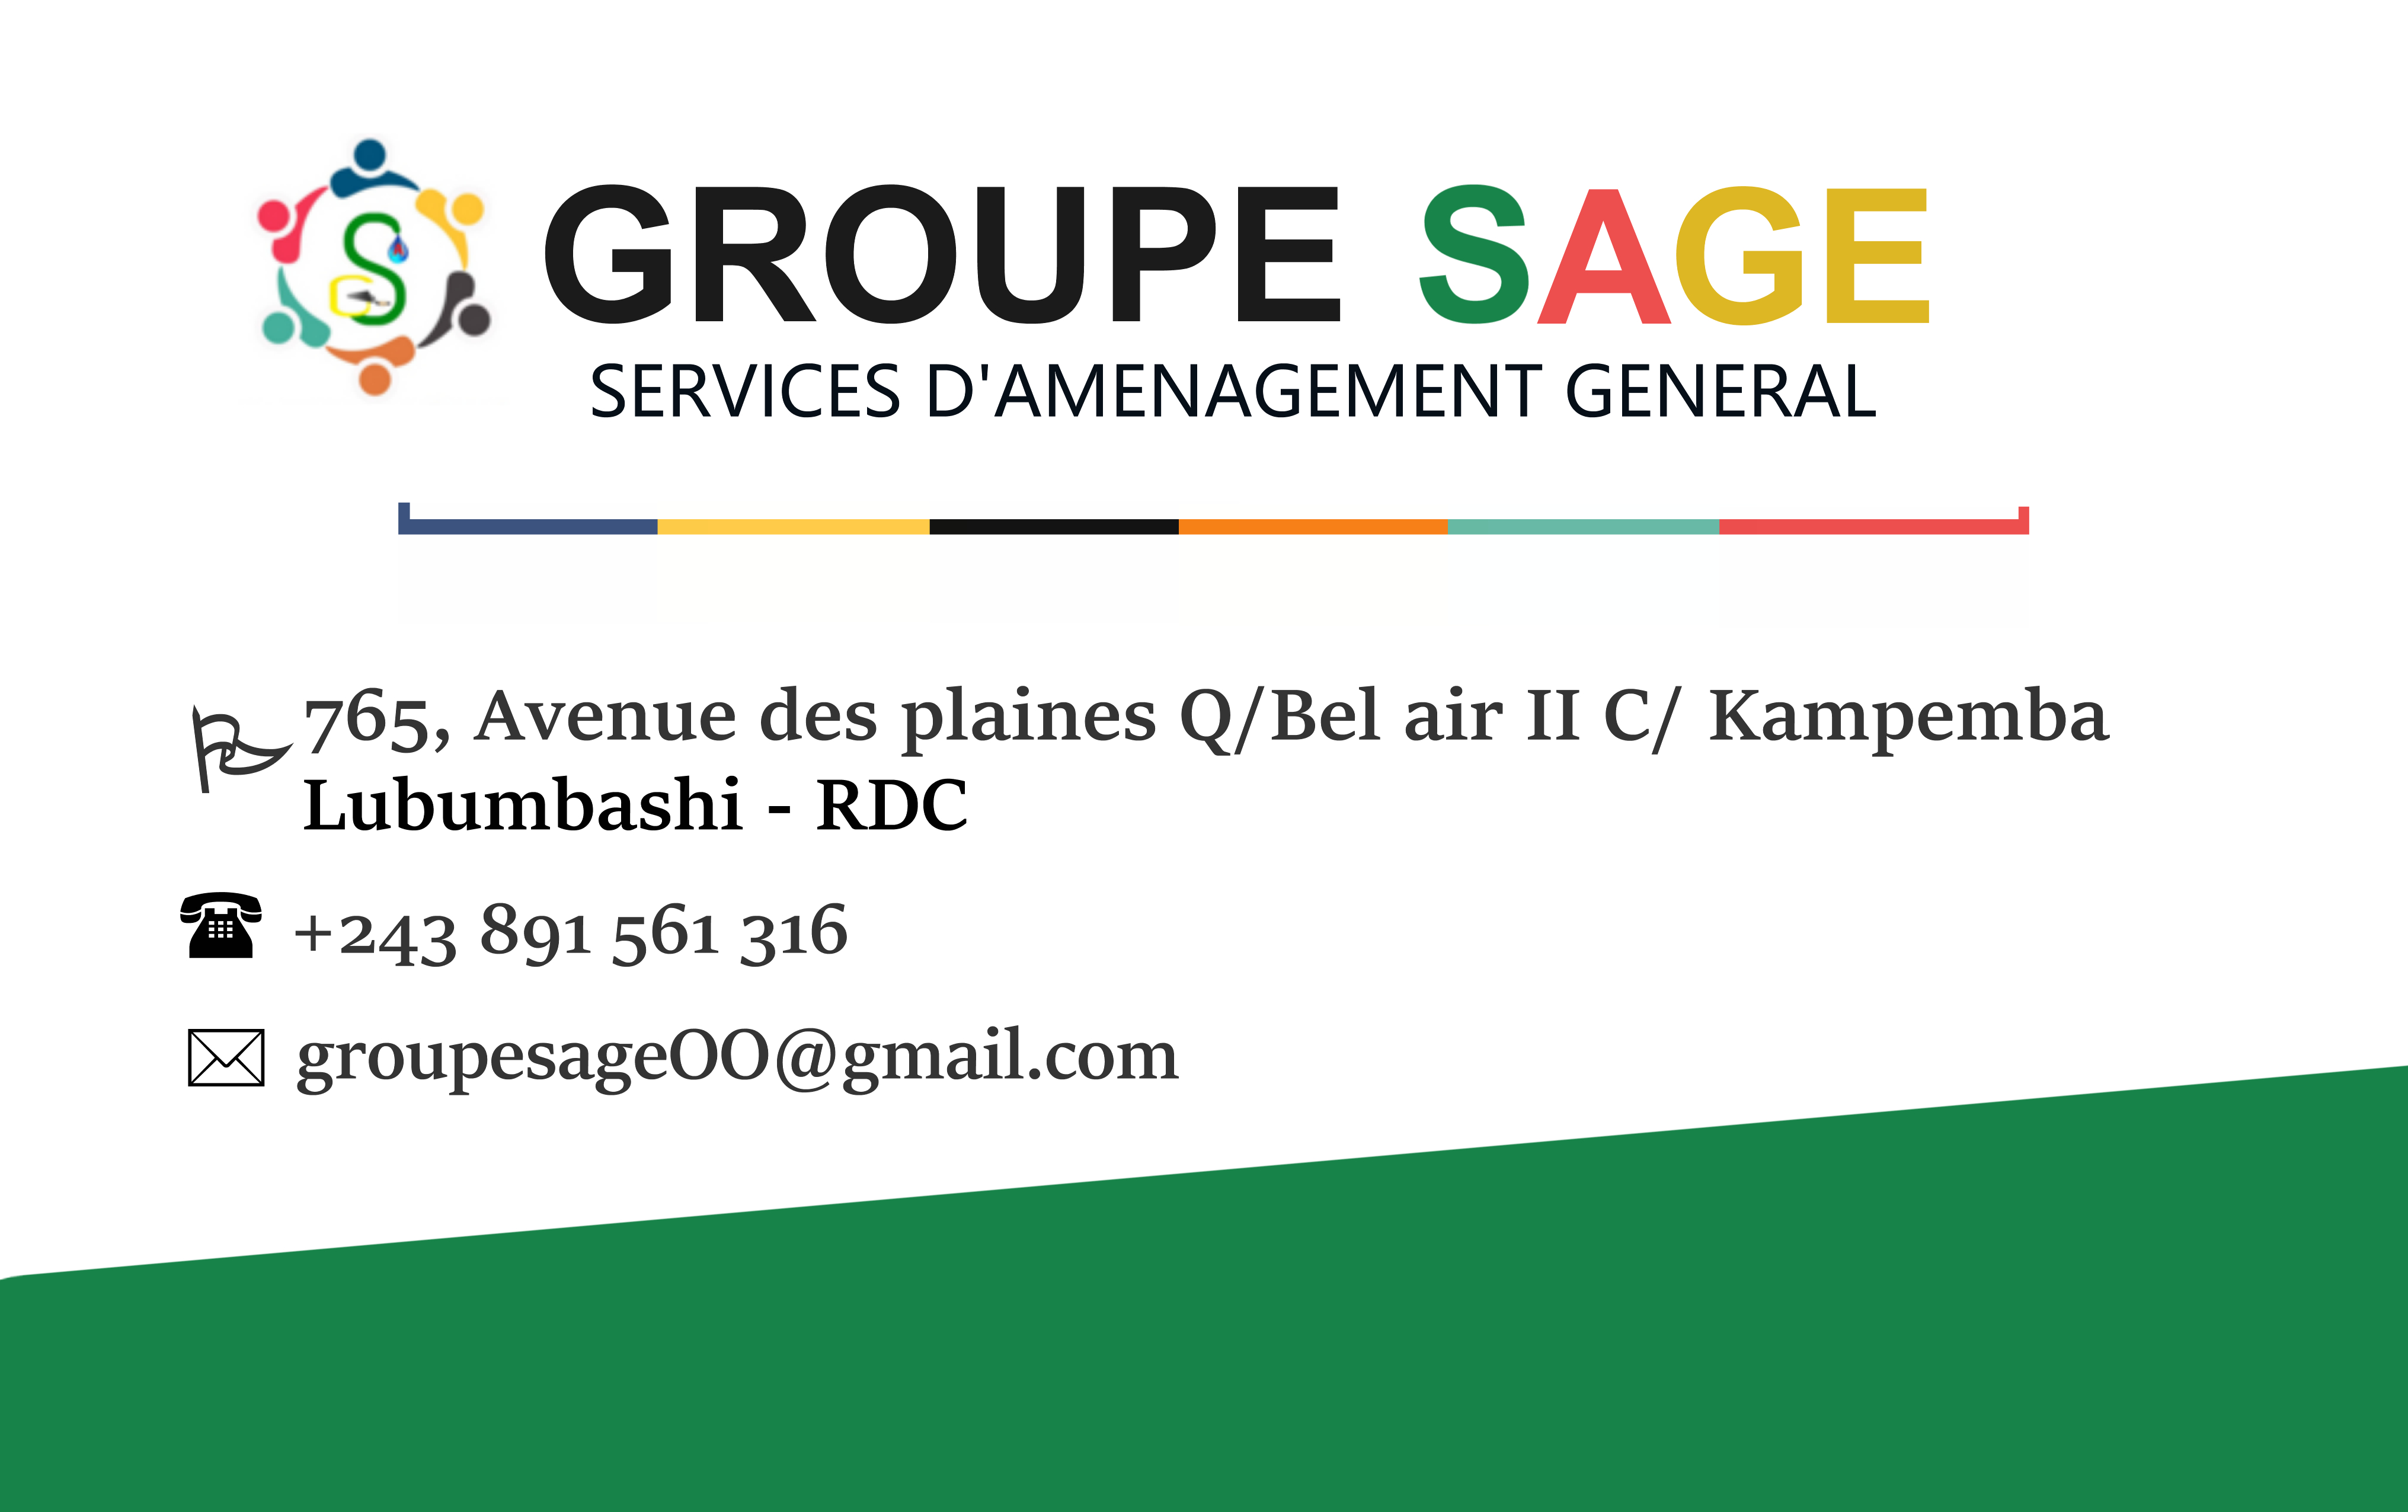 GROUPE SAGE
SERVICES D'AMENAGEMENT GENERAL
765, Avenue des plaines Q/Bel air II C/ Kampemba
Lubumbashi - RDC
+243 891 561 316
groupesageOO@gmail.com